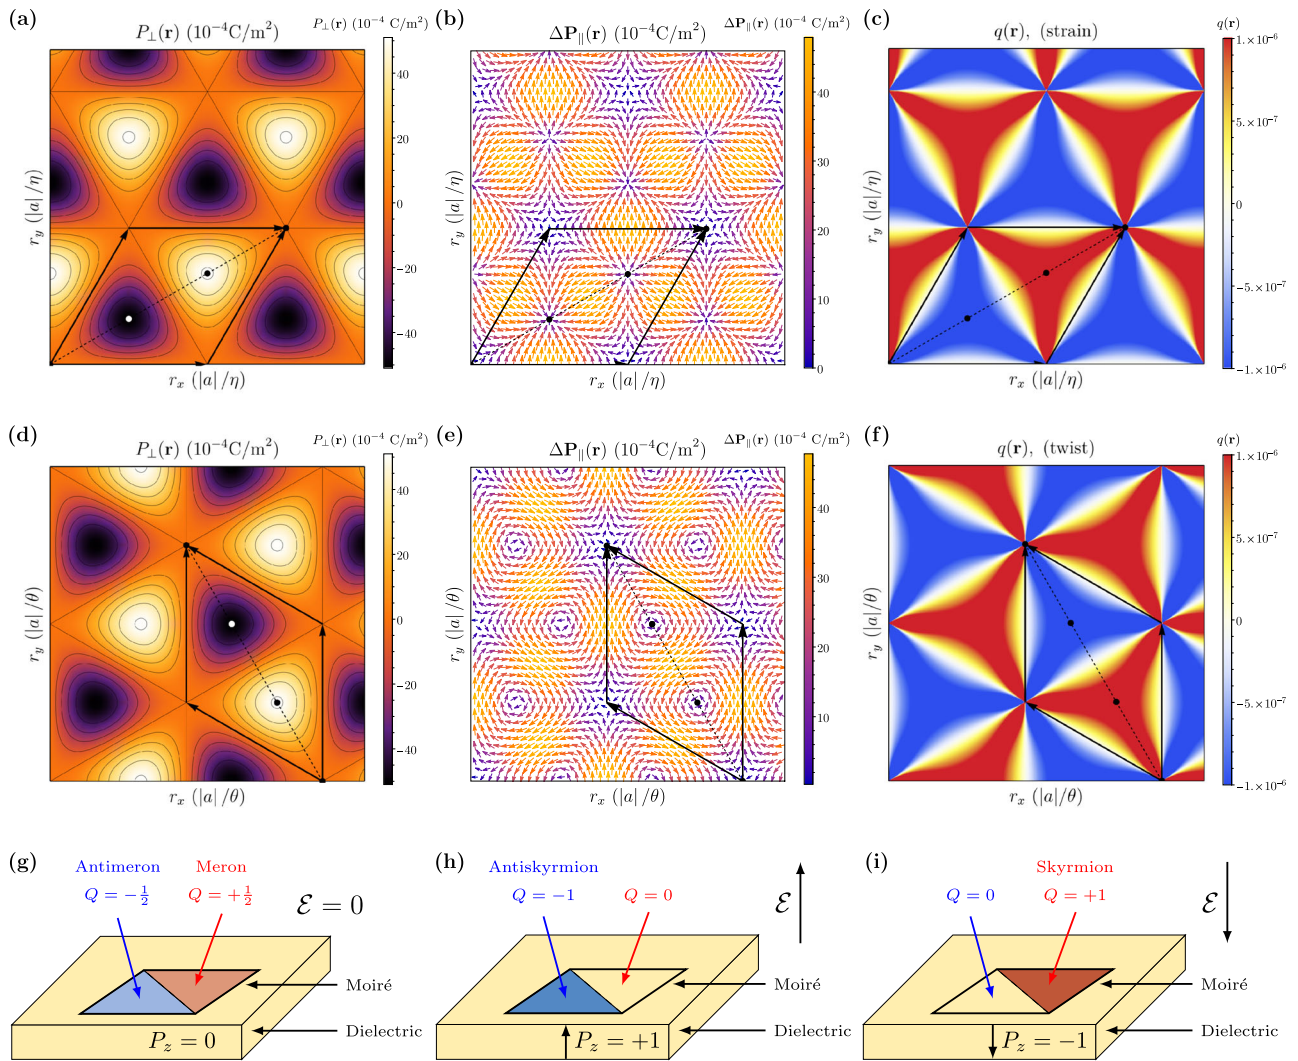 (a)
P⊥(r) (10⁻⁴C/m²)
P⊥(r) (10⁻⁴ C/m²)
40
20
0
−20
−40
r_y (|a|/η)
r_x (|a|/η)
(b)
ΔP∥(r) (10⁻⁴C/m²)
ΔP∥(r) (10⁻⁴ C/m²)
40
30
20
10
0
r_y (|a|/η)
r_x (|a|/η)
(c)
q(r), (strain)
q(r)
1.×10⁻⁶
5.×10⁻⁷
0
−5.×10⁻⁷
−1.×10⁻⁶
r_y (|a|/η)
r_x (|a|/η)
(d)
P⊥(r) (10⁻⁴C/m²)
P⊥(r) (10⁻⁴ C/m²)
40
20
0
−20
−40
r_y (|a|/θ)
r_x (|a|/θ)
(e)
ΔP∥(r) (10⁻⁴C/m²)
ΔP∥(r) (10⁻⁴ C/m²)
40
30
20
10
r_y (|a|/θ)
r_x (|a|/θ)
(f)
q(r), (twist)
q(r)
1.×10⁻⁶
5.×10⁻⁷
0
−5.×10⁻⁷
−1.×10⁻⁶
r_y (|a|/θ)
r_x (|a|/θ)
(g)
Antimeron
Q = −1/2
Meron
Q = +1/2
ℰ = 0
Moiré
Dielectric
P_z = 0
(h)
Antiskyrmion
Q = −1
Q = 0
ℰ
Moiré
Dielectric
P_z = +1
(i)
Skyrmion
Q = 0
Q = +1
ℰ
Moiré
Dielectric
P_z = −1